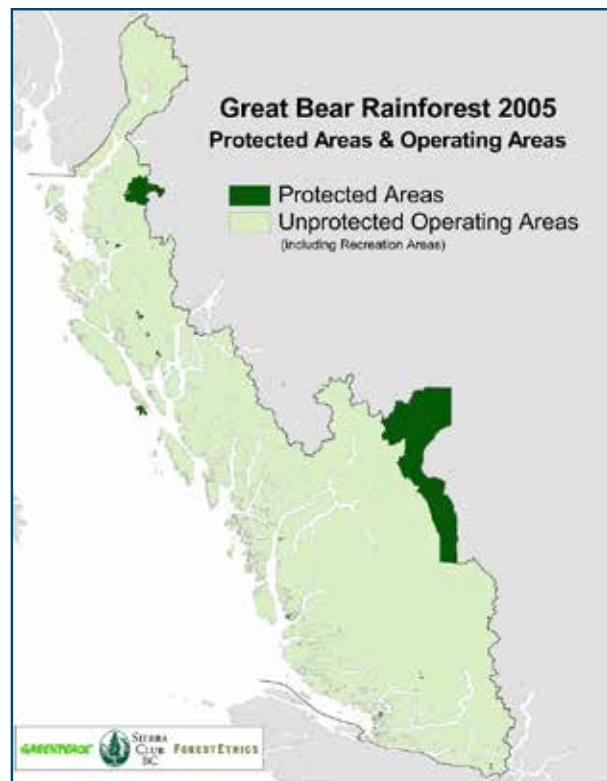 Great Bear Rainforest 2005
Protected Areas & Operating Areas
Protected Areas
Unprotected Operating Areas
(including Recreation Areas)
GREENPEACE
SIERRA
CLUB
BC
FORESTETHICS